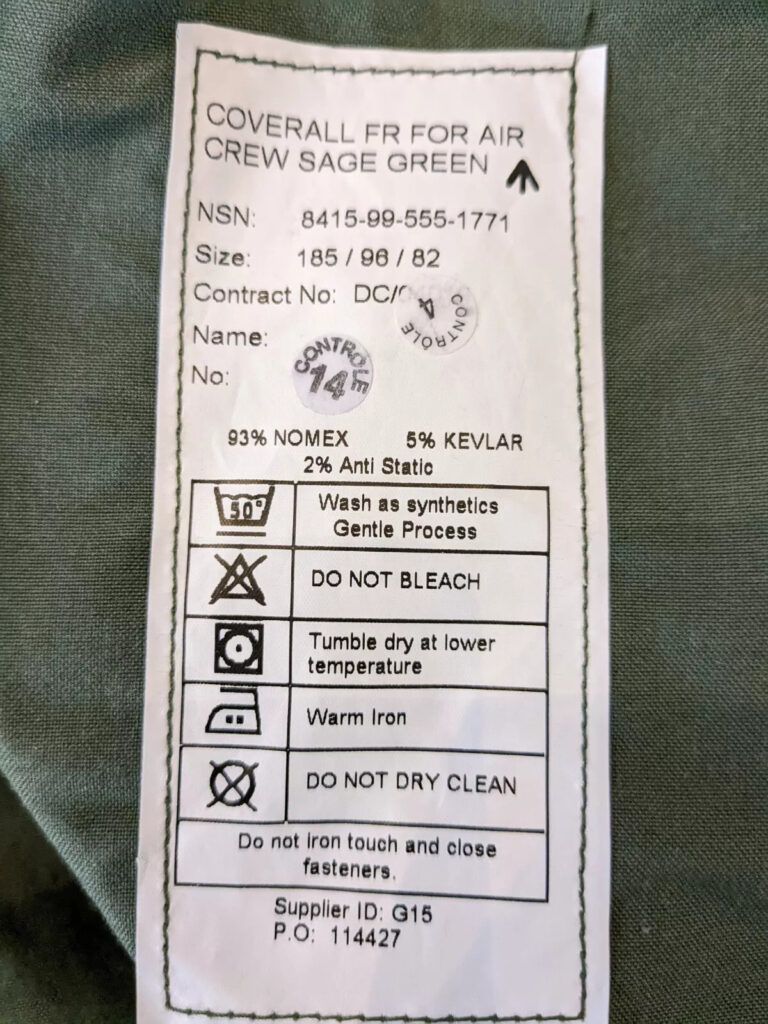 COVERALL FR FOR AIR
CREW SAGE GREEN
NSN: 8415-99-555-1771
Size: 185 / 96 / 82
Contract No: DC/
CONTROLE 4
Name:
CONTROLE 14
No:
93% NOMEX 5% KEVLAR
2% Anti Static
50° Wash as synthetics
Gentle Process
DO NOT BLEACH
Tumble dry at lower
temperature
Warm Iron
DO NOT DRY CLEAN
Do not iron touch and close
fasteners.
Supplier ID: G15
P.O: 114427